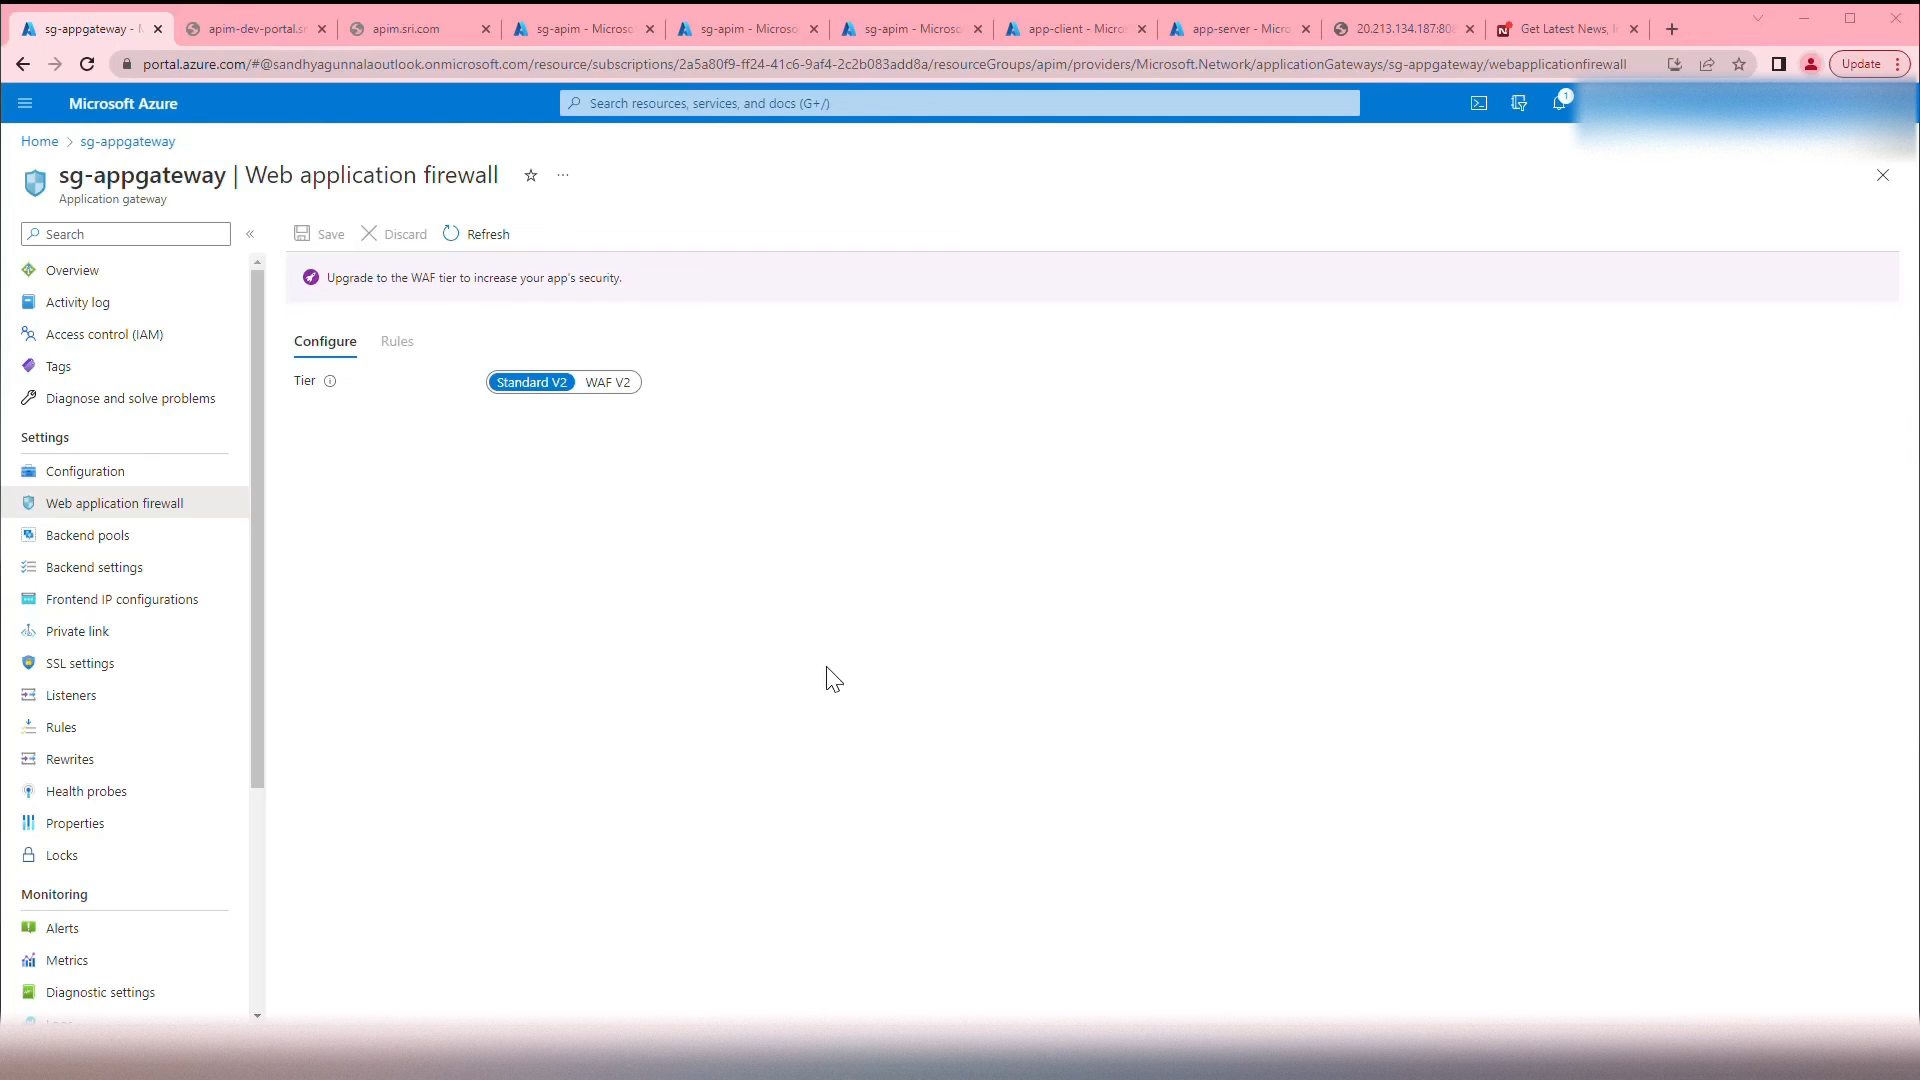 sg-appgateway - M
apim-dev-portal.sr
apim.sri.com
sg-apim - Microso
sg-apim - Microso
sg-apim - Microso
app-client - Micros
app-server - Micro
20.213.134.187:80
Get Latest News, I
portal.azure.com/#@sandhyagunnalaoutlook.onmicrosoft.com/resource/subscriptions/2a5a80f9-ff24-41c6-9af4-2c2b083add8a/resourceGroups/apim/providers/Microsoft.Network/applicationGateways/sg-appgateway/webapplicationfirewall
Update
Microsoft Azure
Search resources, services, and docs (G+/)
1
Home > sg-appgateway
sg-appgateway | Web application firewall
Application gateway
Search
Save
Discard
Refresh
Upgrade to the WAF tier to increase your app's security.
Configure
Rules
Tier
Standard V2
WAF V2
Overview
Activity log
Access control (IAM)
Tags
Diagnose and solve problems
Settings
Configuration
Web application firewall
Backend pools
Backend settings
Frontend IP configurations
Private link
SSL settings
Listeners
Rules
Rewrites
Health probes
Properties
Locks
Monitoring
Alerts
Metrics
Diagnostic settings